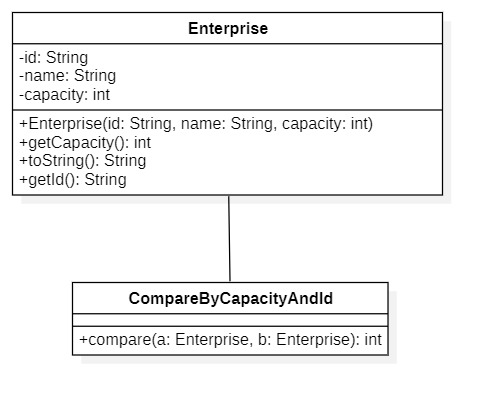 Enterprise
-id: String
-name: String
-capacity: int
+Enterprise(id: String, name: String, capacity: int)
+getCapacity(): int
+toString(): String
+getId(): String
CompareByCapacityAndId
+compare(a: Enterprise, b: Enterprise): int